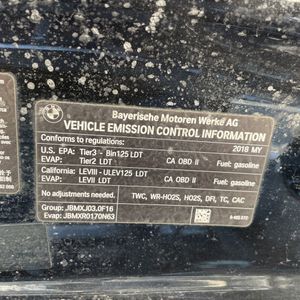 BMW
Bayerische Motoren Werke AG
VEHICLE EMISSION CONTROL INFORMATION
Conforms to regulations: 2018 MY
U.S. EPA: Tier3 - Bin125 LDT Fuel: gasoline
EVAP: Tier2 LDT CA OBD II
California: LEVIII - ULEV125 LDT Fuel: gasoline
EVAP: LEVII LDT CA OBD II
No adjustments needed. TWC, WR-HO2S, HO2S, DFI, TC, CAC
Group: JBMXJ03.0F16
Evap: JBMXR0170N63